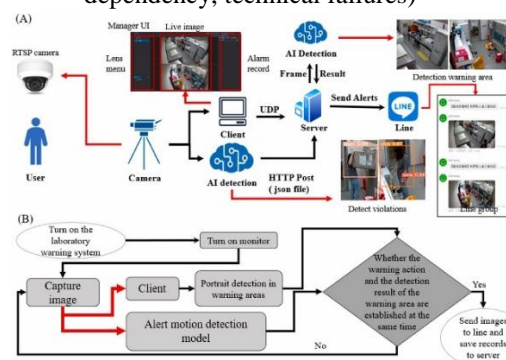 dependency, technical failures)
(A)
Manager UI
Live image
RTSP camera
Lens
menu
Alarm
record
AI Detection
Frame
Result
Detection warning area
UDP
Send Alerts
LINE
Client
Server
Line
User
Camera
AI detection
HTTP Post
(json file)
Detect violations
Line group
(B)
Turn on the
laboratory
warning system
Turn on monitor
Capture
image
Client
Portrait detection in
warning areas
Alert motion detection
model
Whether the
warning action and
the detection
result of the
warning area are
established at the
same time
Yes
No
Send images
to line and
save records
to server